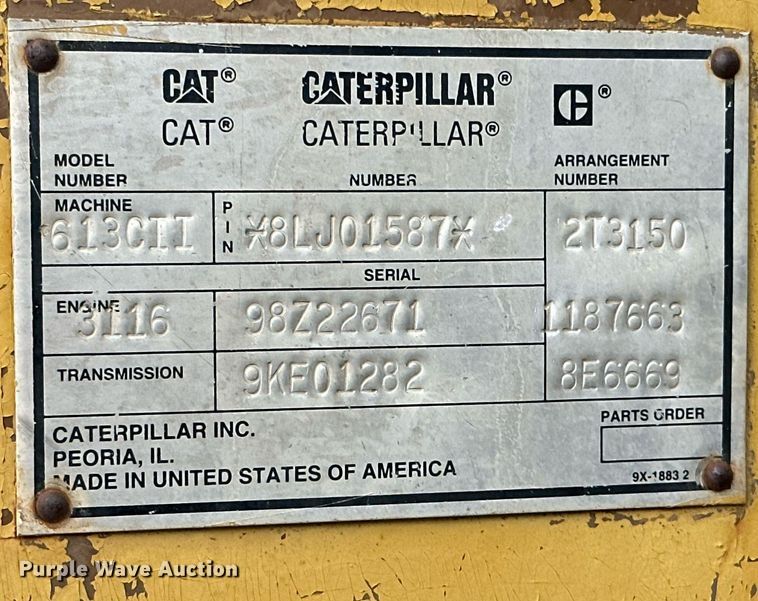 CAT® CATERPILLAR® C®
CAT® CATERPILLAR®
MODEL NUMBER NUMBER ARRANGEMENT NUMBER
MACHINE 613CII PIN *8LJ01587* 2T3150
SERIAL
ENGINE 3116 98Z22671 1187663
TRANSMISSION 9KE01282 8E6669
CATERPILLAR INC. PARTS ORDER
PEORIA, IL.
MADE IN UNITED STATES OF AMERICA 9X-1883 2
Purple Wave Auction